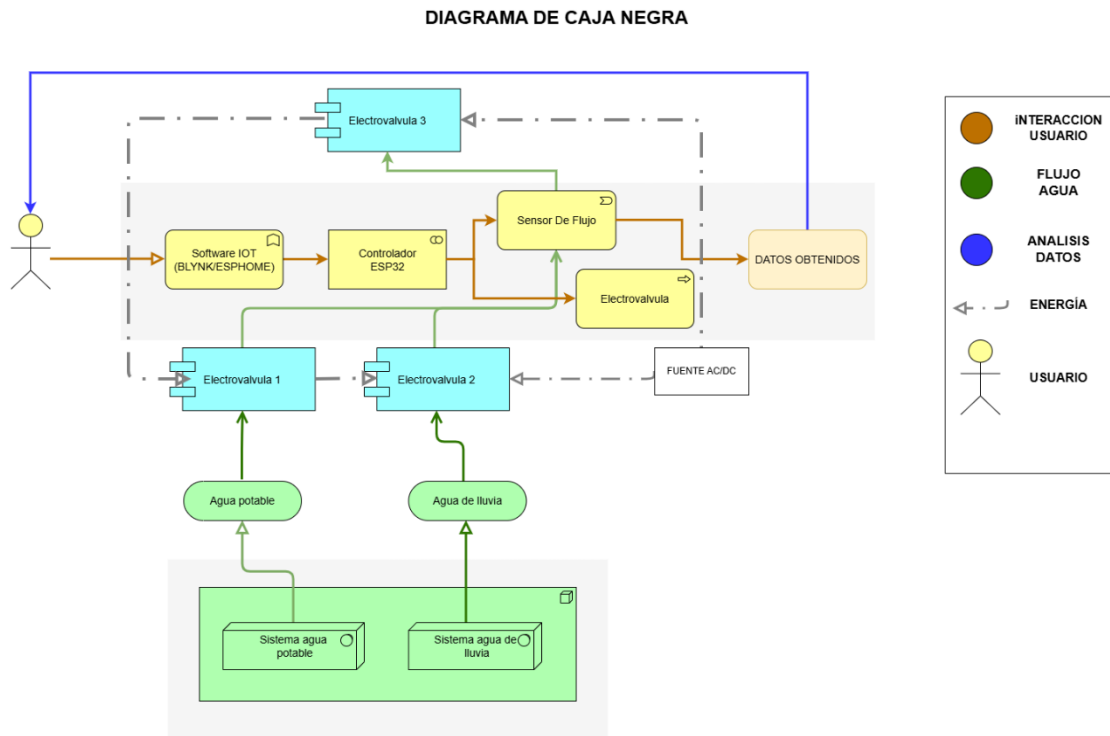 DIAGRAMA DE CAJA NEGRA
Electrovalvula 3
Sensor De Flujo
Software IOT
(BLYNK/ESPHOME)
Controlador
ESP32
DATOS OBTENIDOS
Electrovalvula
Electrovalvula 1
Electrovalvula 2
FUENTE AC/DC
Agua potable
Agua de lluvia
Sistema agua
potable
Sistema agua de
lluvia
iNTERACCION
USUARIO
FLUJO
AGUA
ANALISIS
DATOS
ENERGÍA
USUARIO